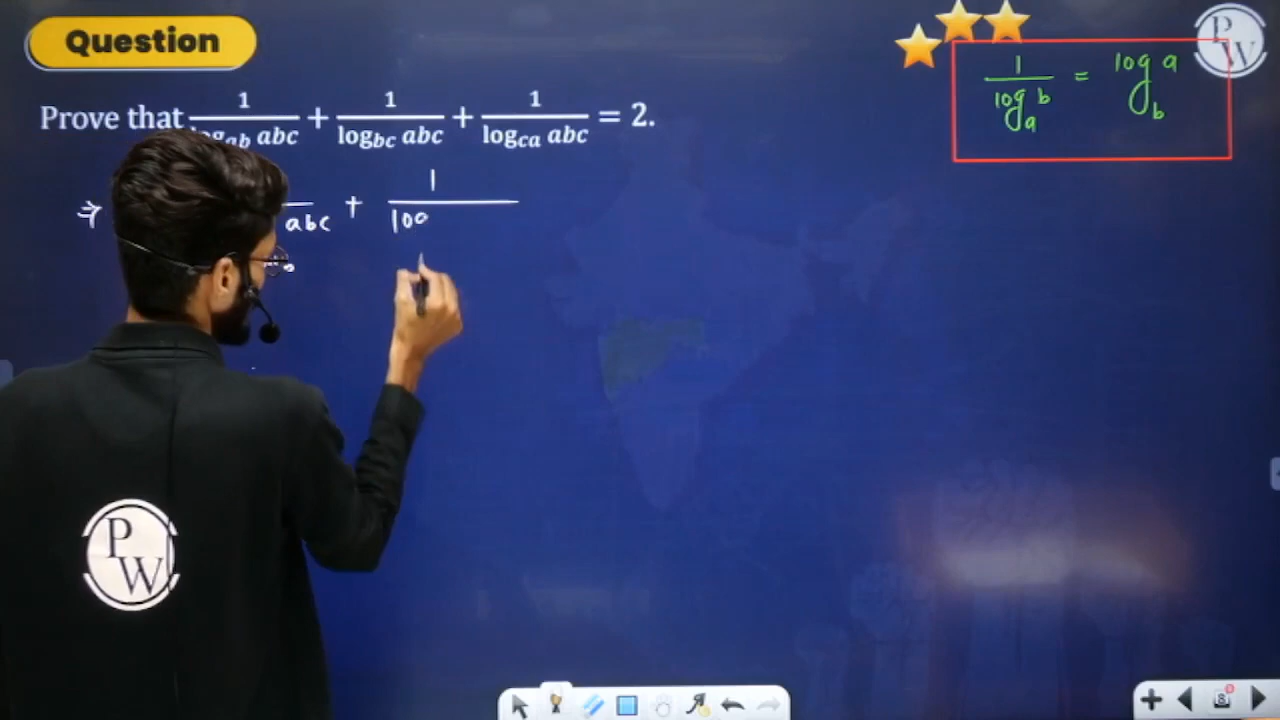 Question
Prove that 1/log_ab abc + 1/log_bc abc + 1/log_ca abc = 2.
1/log_a b = log_b a
⇒ abc + 1/log
PW
PW